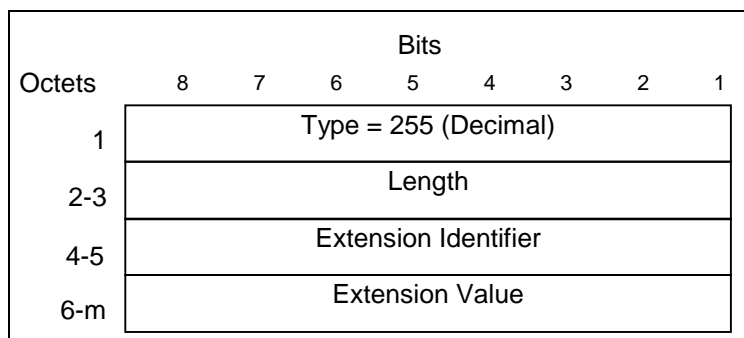 Bits
Octets 8 7 6 5 4 3 2 1
1 Type = 255 (Decimal)
2-3 Length
4-5 Extension Identifier
6-m Extension Value